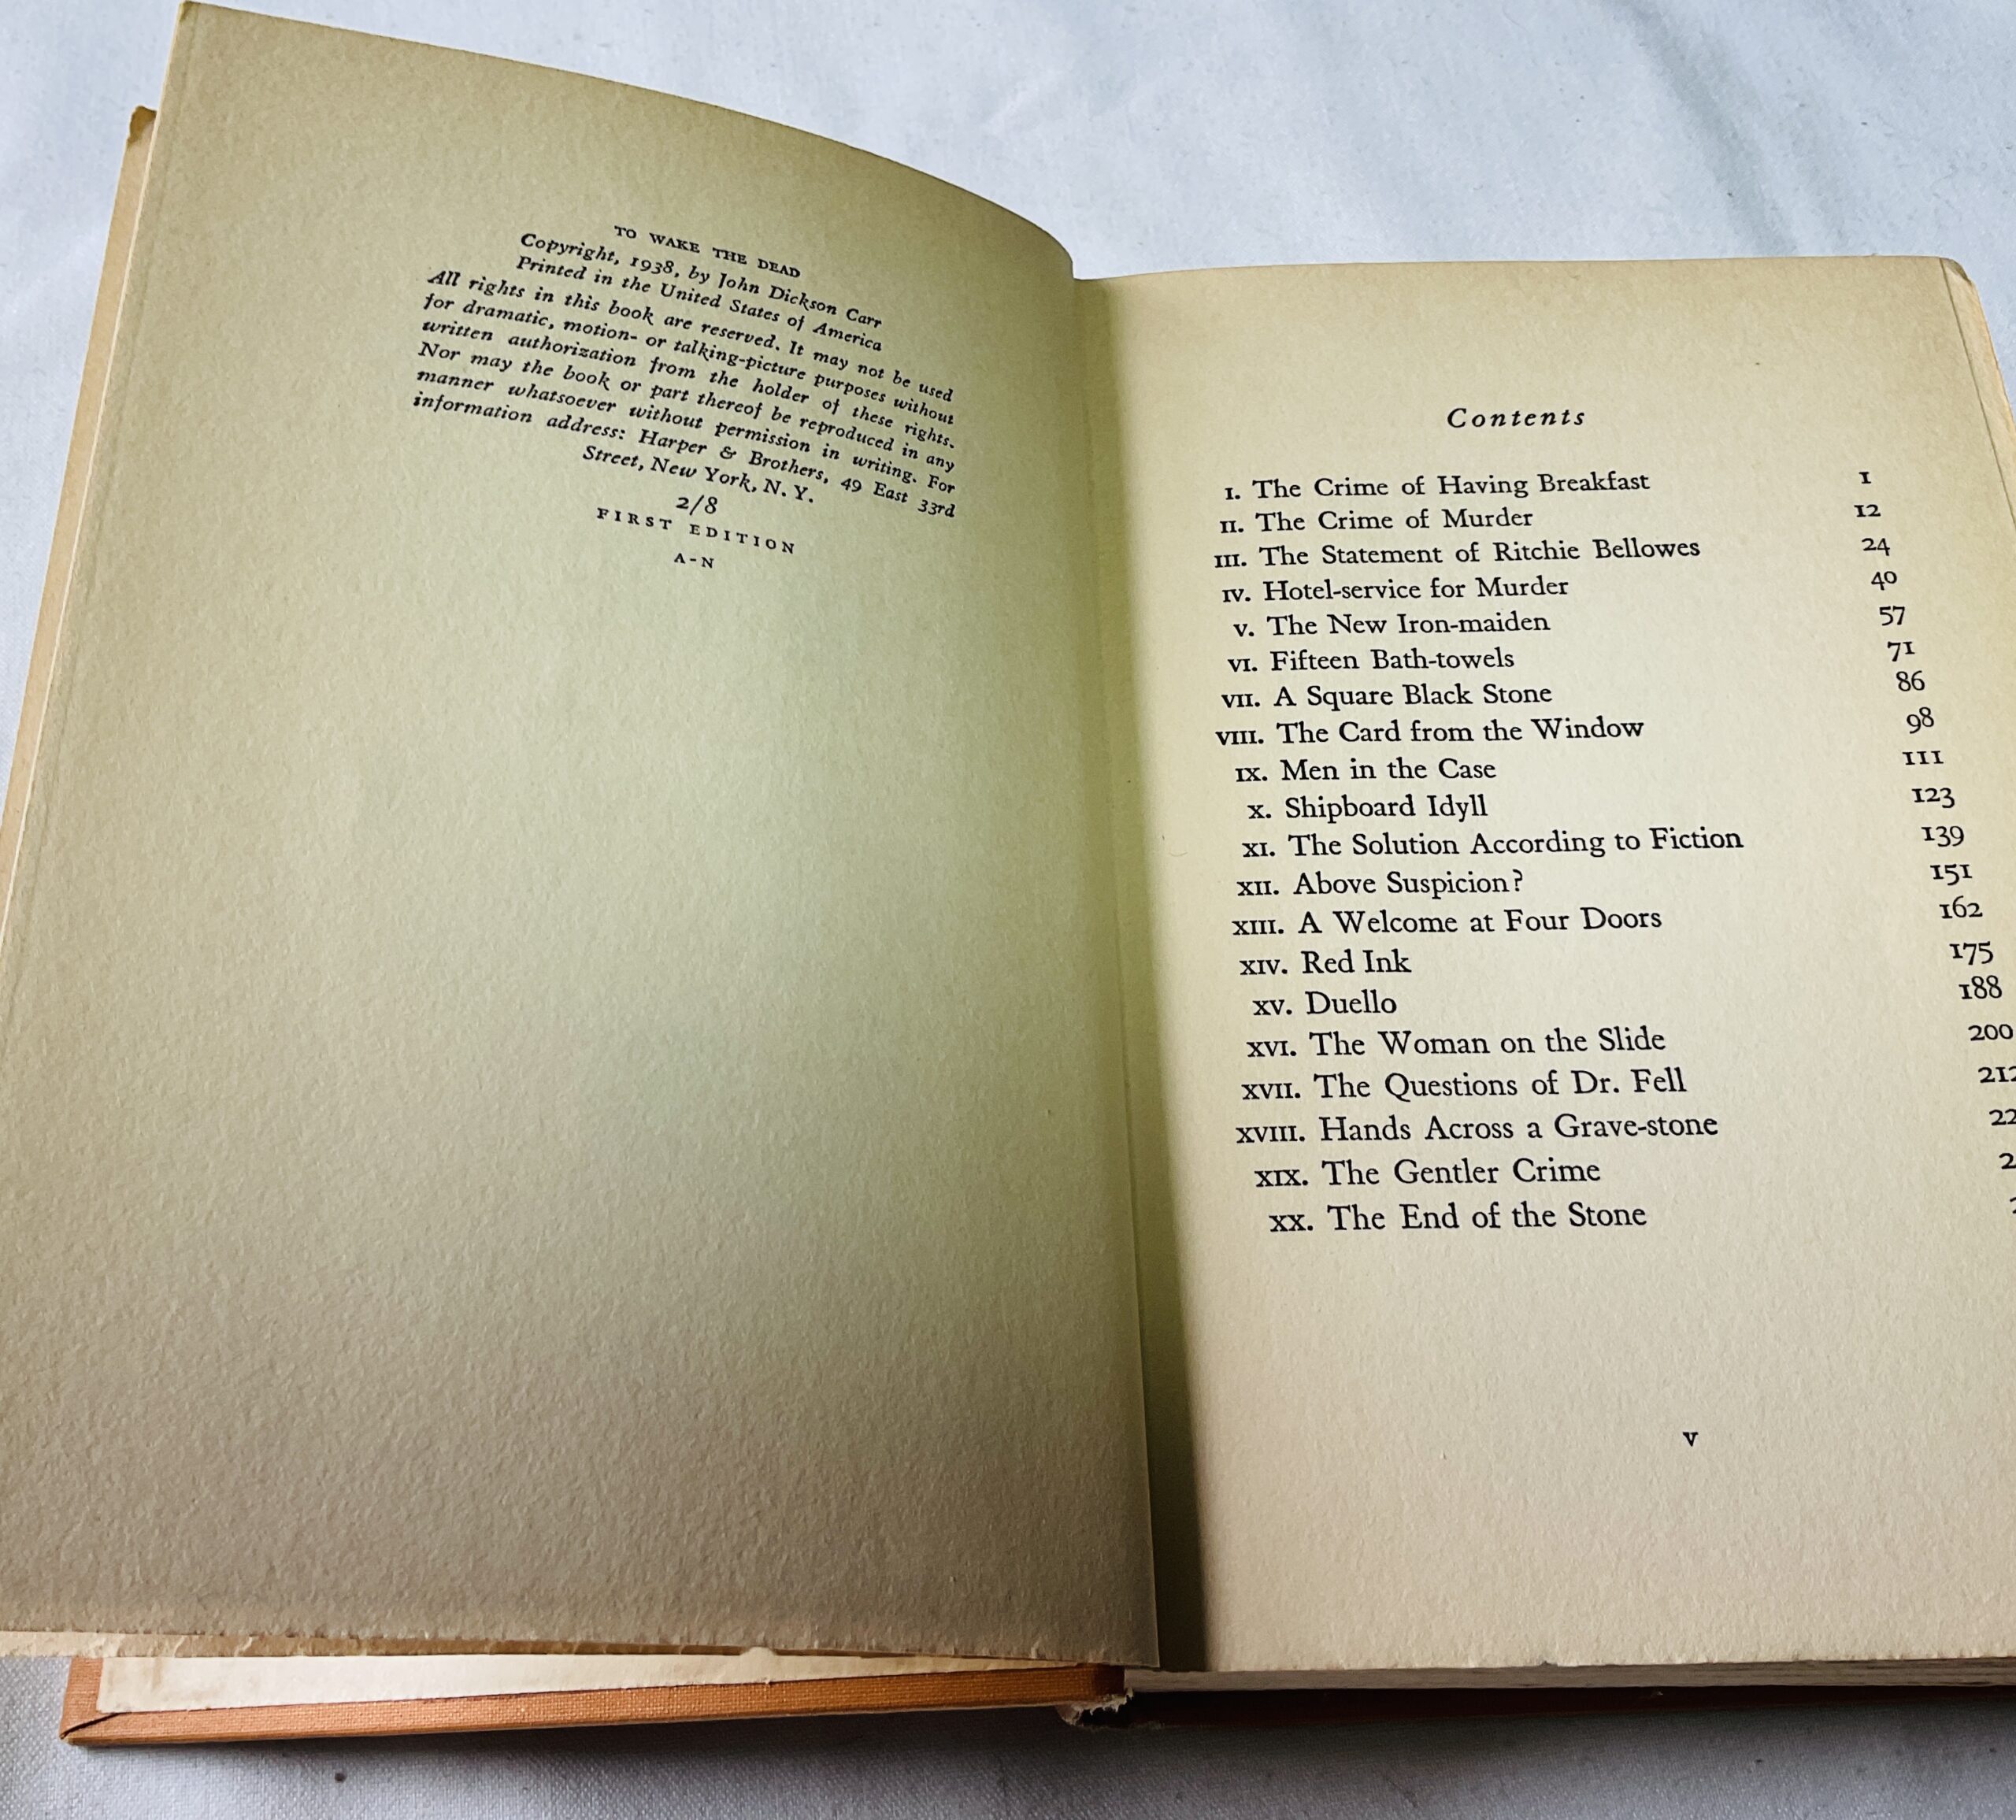 TO WAKE THE DEAD
Copyright, 1938, by John Dickson Carr
Printed in the United States of America
All rights in this book are reserved. It may not be used
for dramatic, motion- or talking-picture purposes without
written authorization from the holder of these rights.
Nor may the book or part thereof be reproduced in any
manner whatsoever without permission in writing. For
information address: Harper & Brothers, 49 East 33rd
Street, New York, N. Y.
2/8
FIRST EDITION
A-N
Contents
I. The Crime of Having Breakfast 1
II. The Crime of Murder 12
III. The Statement of Ritchie Bellowes 24
IV. Hotel-service for Murder 40
V. The New Iron-maiden 57
VI. Fifteen Bath-towels 71
VII. A Square Black Stone 86
VIII. The Card from the Window 98
IX. Men in the Case 111
X. Shipboard Idyll 123
XI. The Solution According to Fiction 139
XII. Above Suspicion? 151
XIII. A Welcome at Four Doors 162
XIV. Red Ink 175
XV. Duello 188
XVI. The Woman on the Slide 200
XVII. The Questions of Dr. Fell 212
XVIII. Hands Across a Grave-stone
XIX. The Gentler Crime
XX. The End of the Stone
v